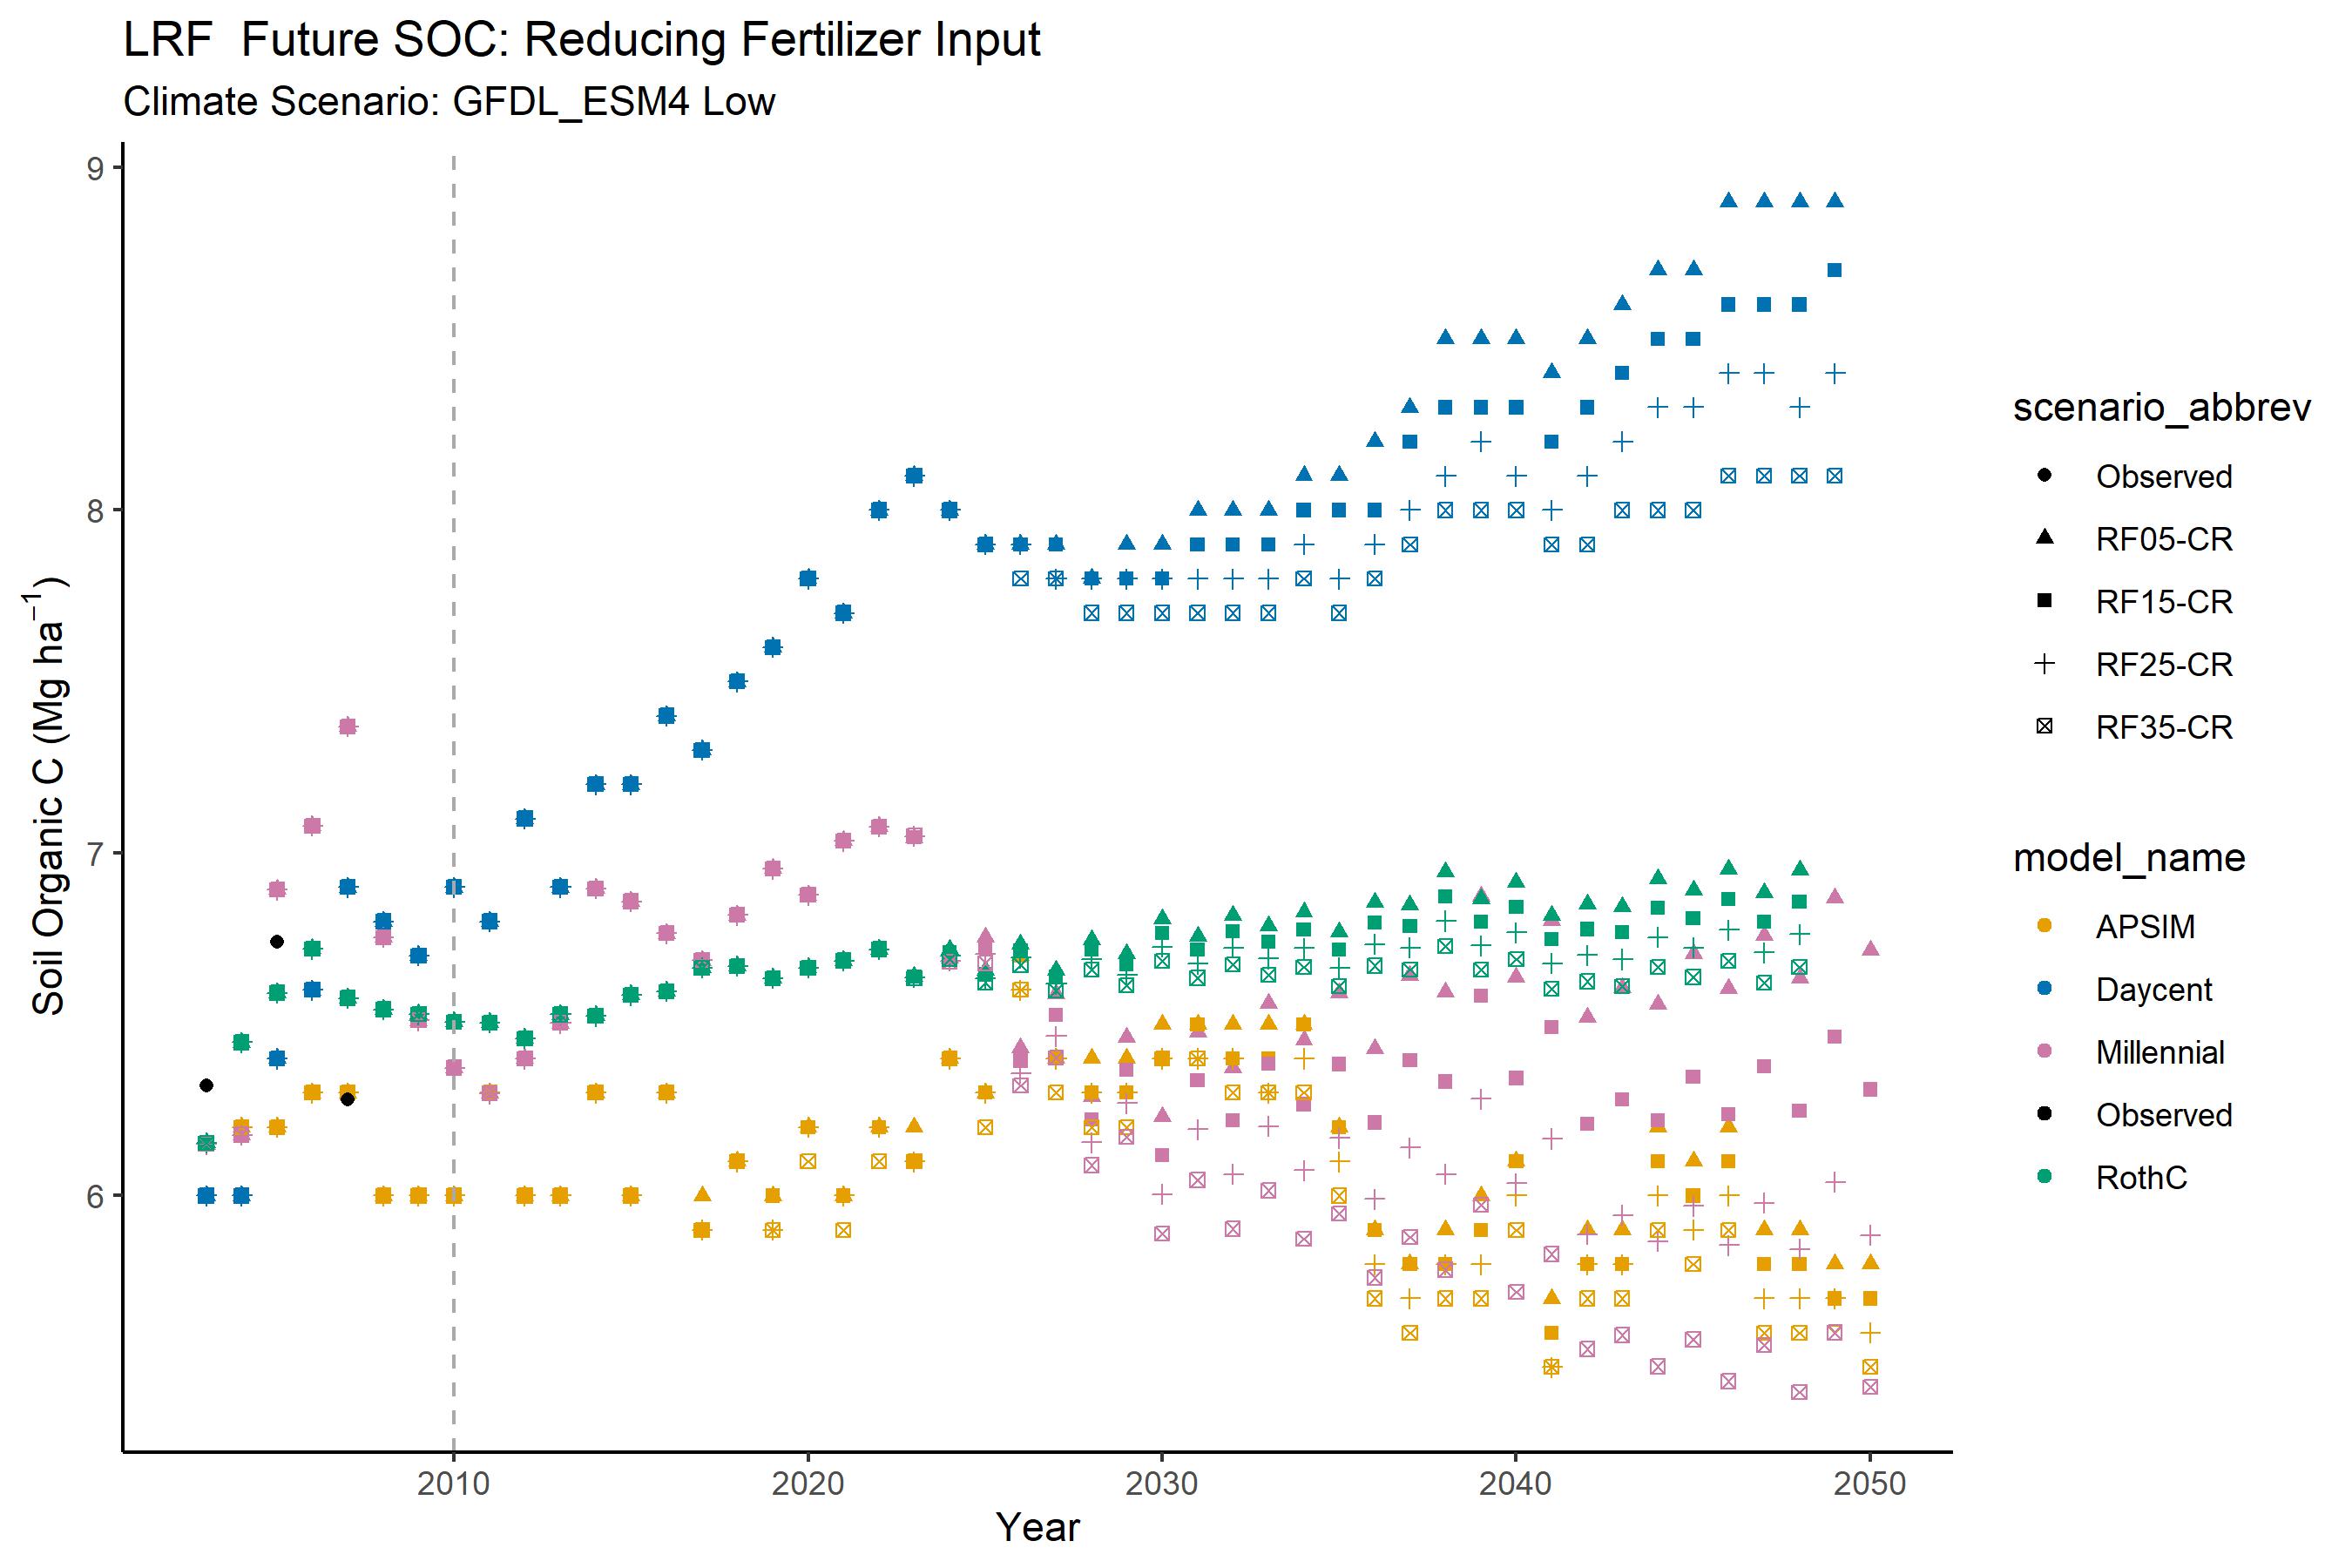 LRF  Future SOC: Reducing Fertilizer Input
Climate Scenario: GFDL_ESM4 Low
Soil Organic C (Mg ha⁻¹)
9
8
7
6
2010
2020
2030
2040
2050
Year
scenario_abbrev
Observed
RF05-CR
RF15-CR
RF25-CR
RF35-CR
model_name
APSIM
Daycent
Millennial
Observed
RothC